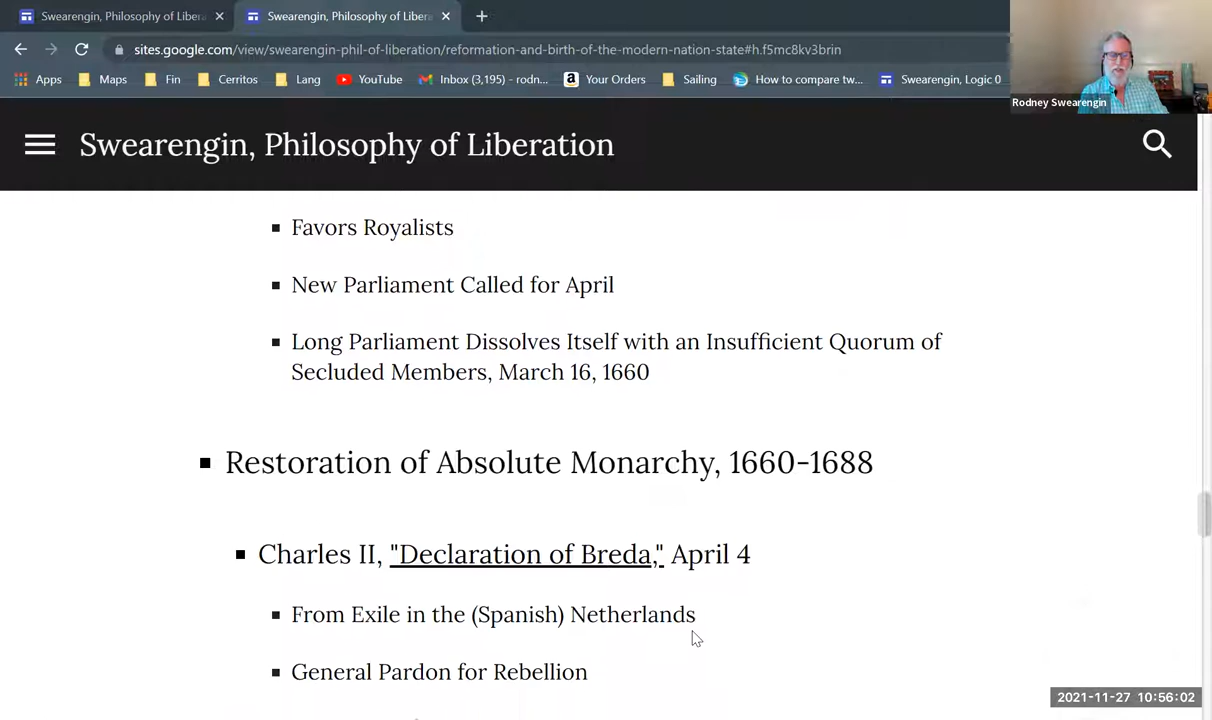 Swearengin, Philosophy of Libera
Swearengin, Philosophy of Libera
sites.google.com/view/swearengin-phil-of-liberation/reformation-and-birth-of-the-modern-nation-state#h.f5mc8kv3brin
Apps Maps Fin Cerritos Lang YouTube Inbox (3,195) - rodn... Your Orders Sailing How to compare tw... Swearengin, Logic 0
Rodney Swearengin
Swearengin, Philosophy of Liberation
Favors Royalists
New Parliament Called for April
Long Parliament Dissolves Itself with an Insufficient Quorum of
Secluded Members, March 16, 1660
Restoration of Absolute Monarchy, 1660-1688
Charles II, "Declaration of Breda," April 4
From Exile in the (Spanish) Netherlands
General Pardon for Rebellion
2021-11-27 10:56:02